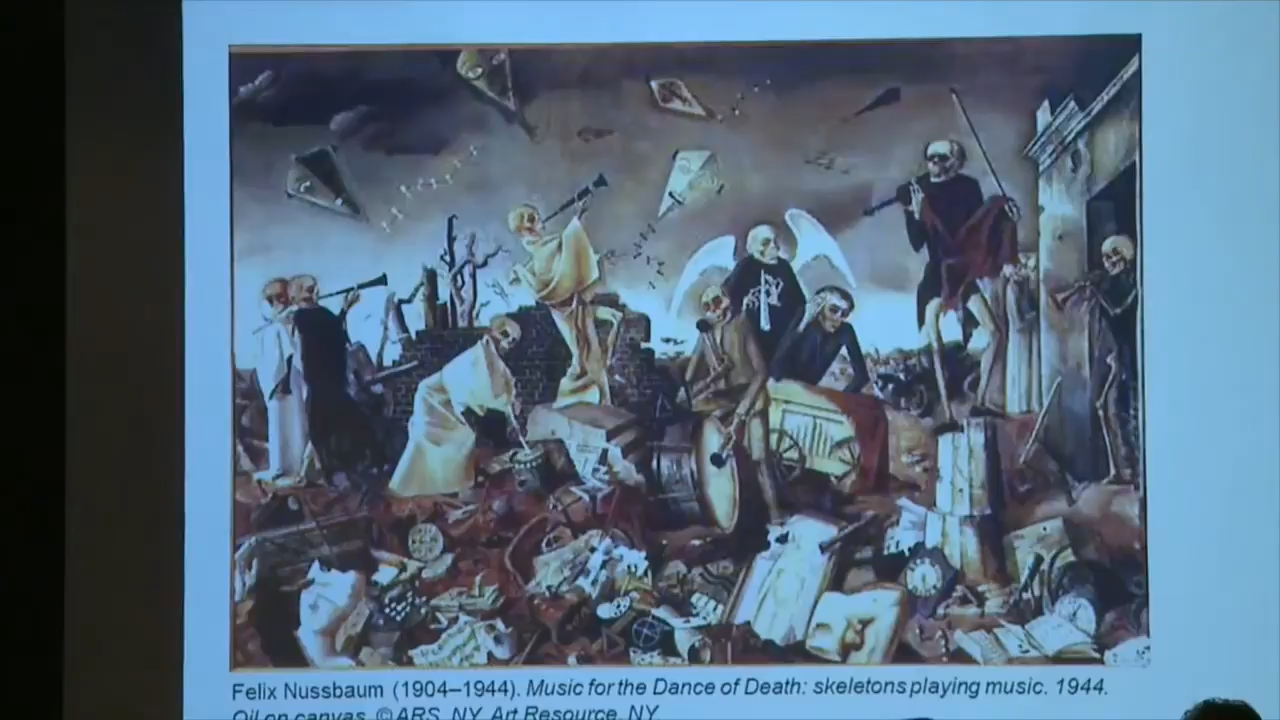 Felix Nussbaum (1904–1944). Music for the Dance of Death: skeletons playing music. 1944.
Oil on canvas. © ARS, NY. Art Resource, NY